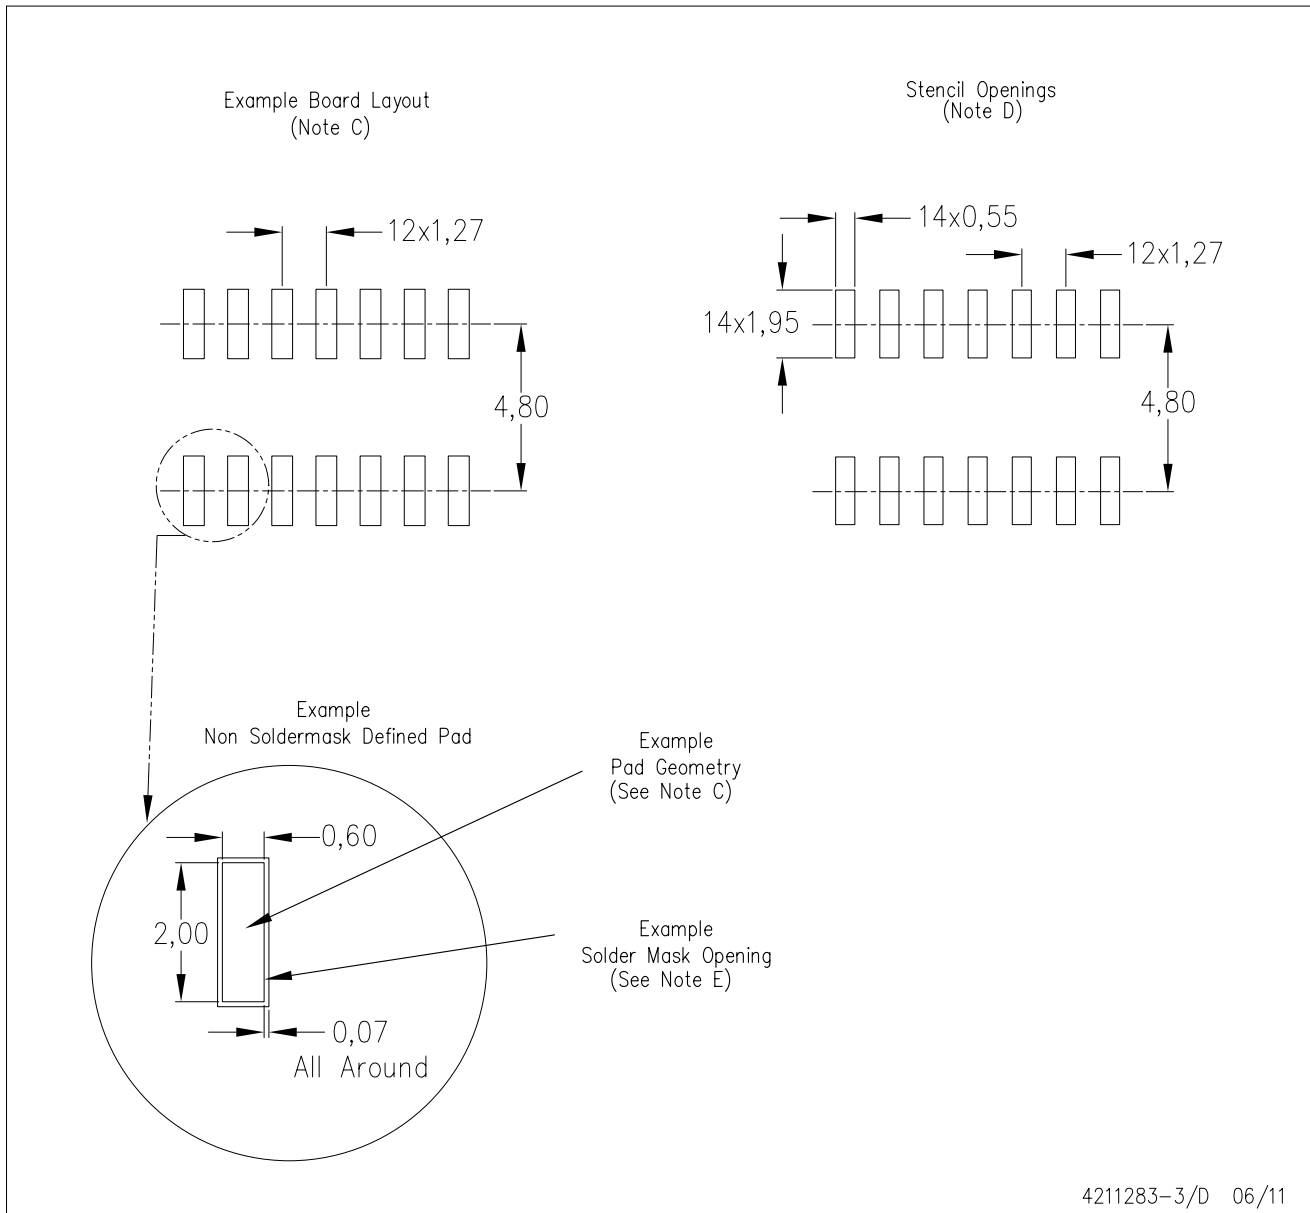 Example Board Layout
(Note C)
Stencil Openings
(Note D)
12x1,27
14x0,55
12x1,27
14x1,95
4,80
4,80
Example
Non Soldermask Defined Pad
Example
Pad Geometry
(See Note C)
0,60
2,00
Example
Solder Mask Opening
(See Note E)
0,07
All Around
4211283-3/D 06/11